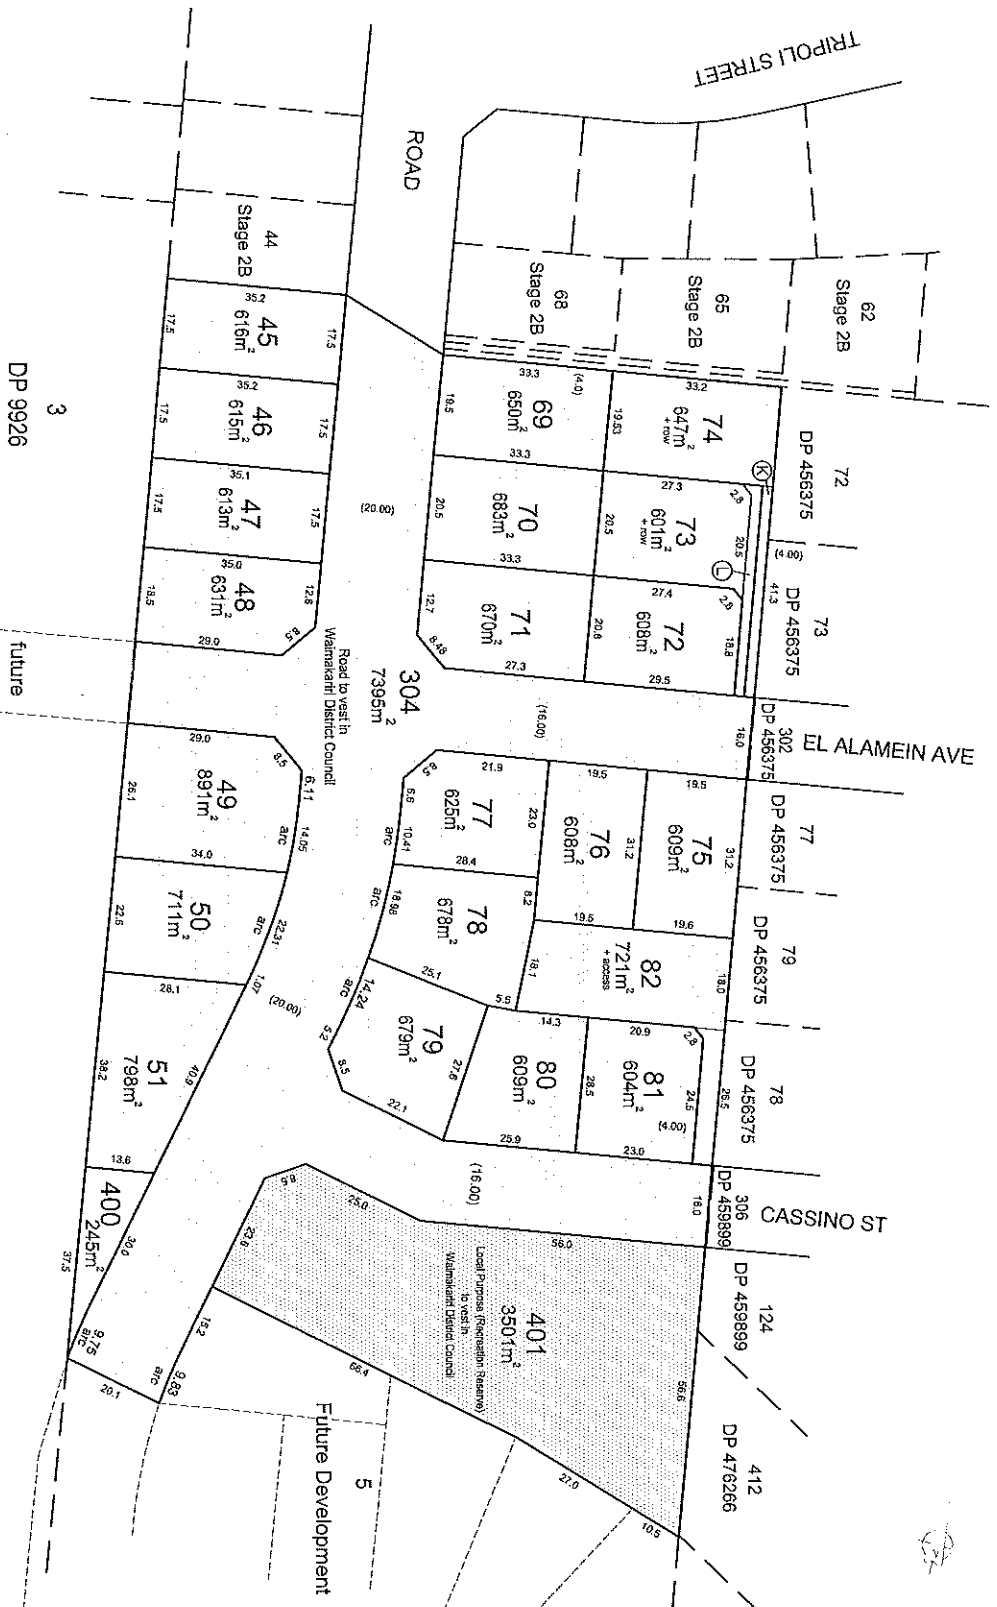 TRIPOLI STREET
ROAD
44
Stage 2B
68
Stage 2B
65
Stage 2B
62
Stage 2B
35.2
45
616m²
17.5
17.5
35.2
46
615m²
17.5
17.5
35.1
47
613m²
17.5
17.5
35.0
48
631m²
12.6
8.5
29.0
18.5
3
DP 9926
future
(20.00)
33.3
(4.0)
69
650m²
19.5
33.3
70
683m²
20.5
33.3
71
670m²
12.7
8.48
27.3
33.2
74
647m²
+ row
19.53
27.3
73
601m²
+ row
20.5
2.8
20.5
K
L
27.4
72
608m²
20.6
2.8
18.8
29.5
72
DP 456375
(4.00)
41.3
73
DP 456375
304
7395m²
Road to vest in
Waimakariri District Council
(16.00)
16.0
302
DP 456375
EL ALAMEIN AVE
29.0
8.5
6.11
49
891m²
14.05
arc
26.1
34.0
50
711m²
22.31
arc
1.07
22.6
28.1
(20.00)
51
798m²
40.9
38.2
13.6
400
245m²
30.0
37.5
9.76
arc
20.1
21.9
8.5
6.6
77
625m²
10.41
arc
23.0
28.4
19.5
76
608m²
31.2
19.5
19.5
75
609m²
31.2
19.6
77
DP 456375
8.2
78
678m²
18.98
arc
25.1
18.1
5.5
82
721m²
+ access
18.0
79
DP 456375
14.24
arc
5.2
8.5
79
679m²
27.6
22.1
14.3
80
609m²
28.5
25.9
20.9
2.8
81
604m²
24.5
(4.00)
23.0
26.5
78
DP 456375
(16.00)
16.0
306
DP 459899
CASSINO ST
8.5
25.0
23.6
56.0
401
3501m²
Local Purpose (Recreation Reserve)
to vest in
Waimakariri District Council
66.4
56.6
27.0
10.5
15.2
9.83
arc
124
DP 459899
412
DP 476266
5
Future Development